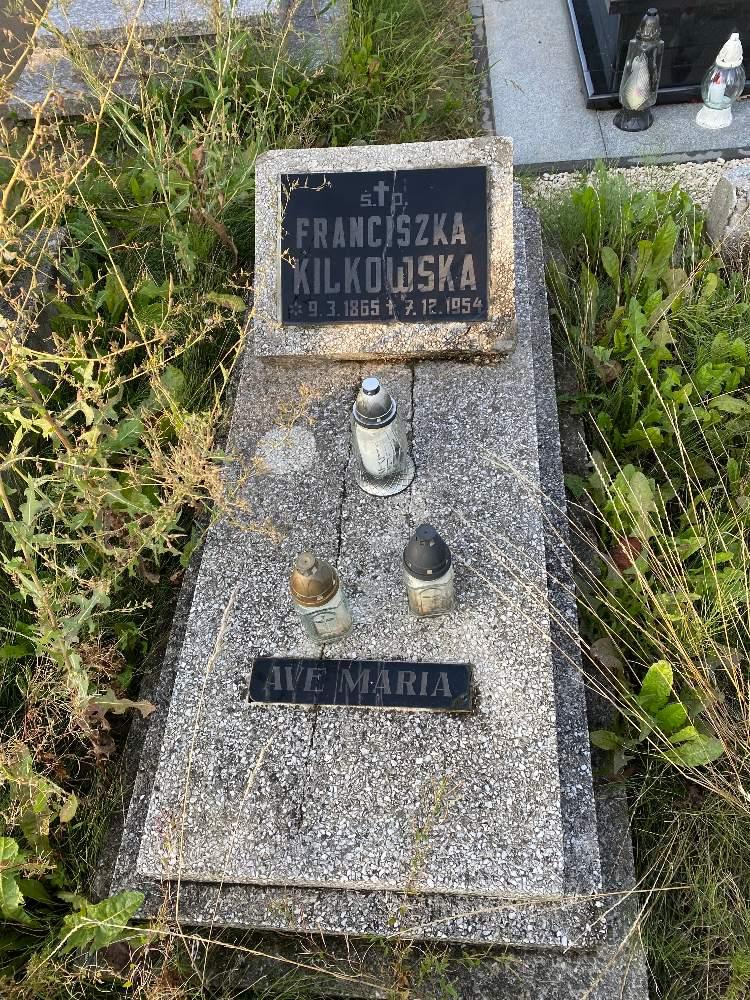 ś.†p.
FRANCISZKA
KILKOWSKA
* 9.3.1865 † 7.12.1954
AVE MARIA